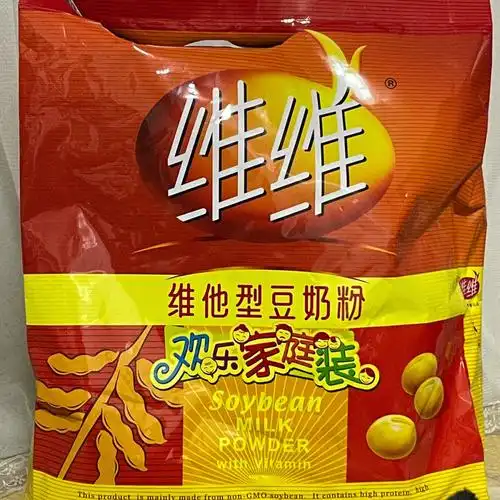 维维®
维他型豆奶粉
欢乐家庭装
Soybean
MILK
POWDER
with vitamin
This product, is mainly made from non-GMO soybean. It contains high protein, high